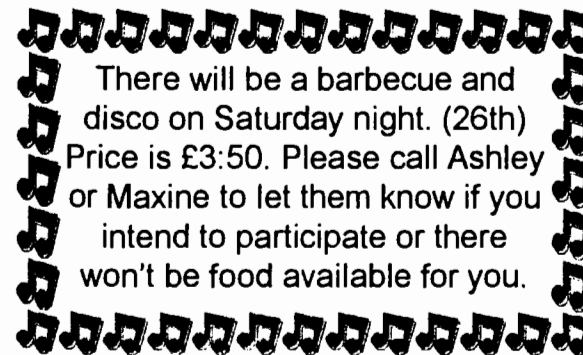 There will be a barbecue and
disco on Saturday night. (26th)
Price is £3:50. Please call Ashley
or Maxine to let them know if you
intend to participate or there
won't be food available for you.